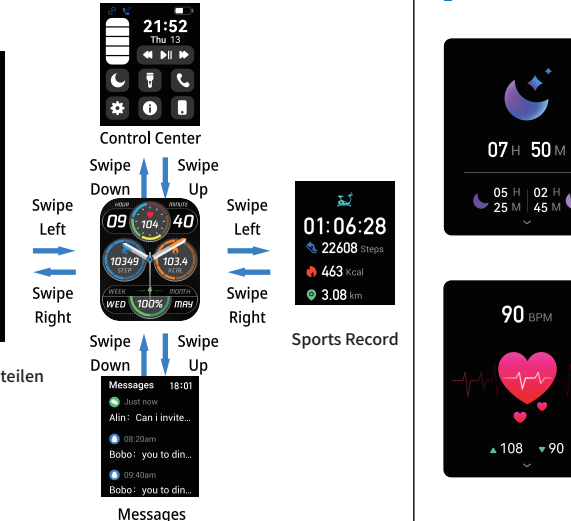 21:52
Thu 13
Control Center
Swipe Down
Swipe Up
Swipe Left
Swipe Right
HOUR
MINUTE
09
104
40
10349
STEP
103.4
KCAL
WEEK
MONTH
WED
100%
MAY
Swipe Left
Swipe Right
01:06:28
22608 Steps
463 Kcal
3.08 km
Sports Record
Swipe Down
Swipe Up
teilen
Messages 18:01
Just now
Alin: Can i invite...
08:20am
Bobo: you to din...
09:40am
Bobo: you to din...
Messages
07 H 50 M
05 H 02 H
25 M 45 M
90 BPM
108 90